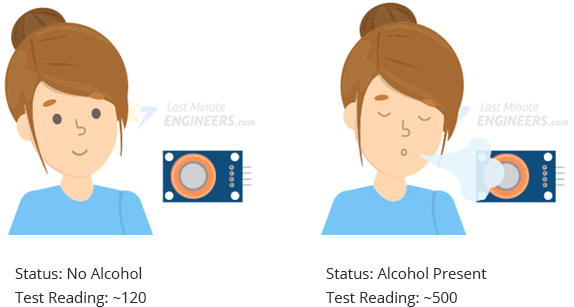 Last Minute
ENGINEERS.com
Last Minute
ENGINEERS.com
Status: No Alcohol
Test Reading: ~120
Status: Alcohol Present
Test Reading: ~500